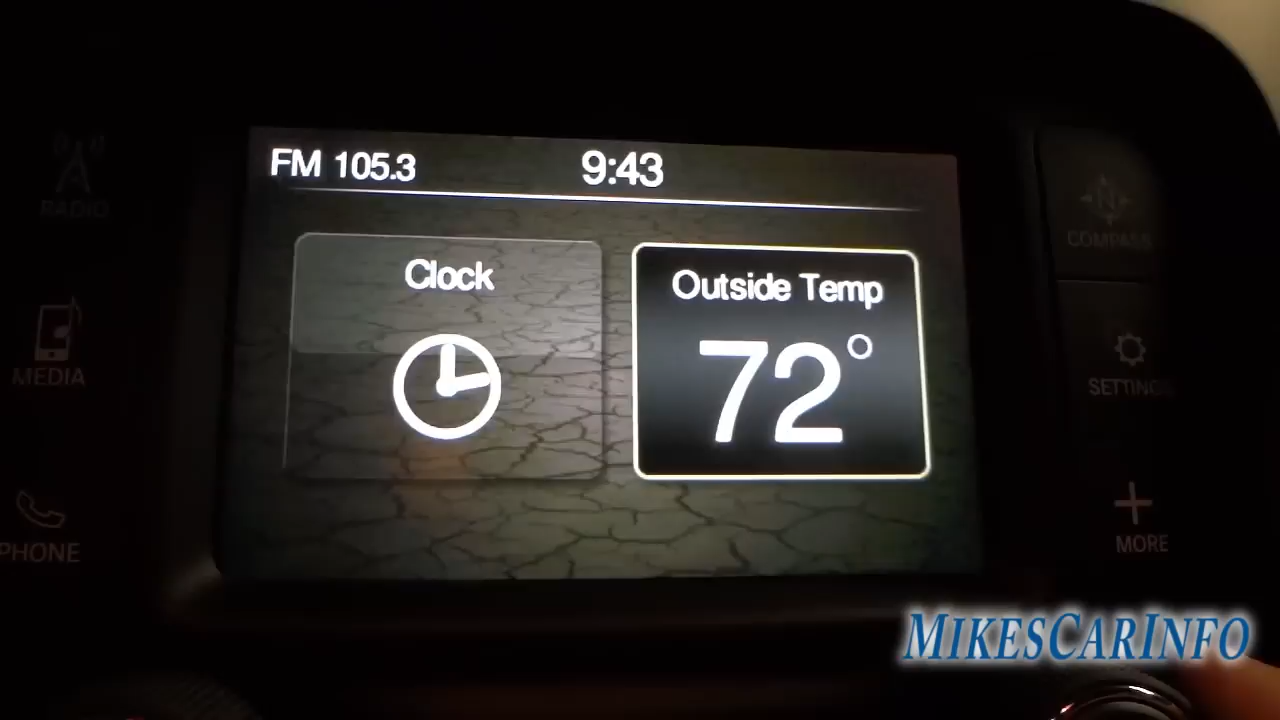 FM 105.3
9:43
RADIO
COMPASS
Clock
Outside Temp
72°
MEDIA
SETTINGS
PHONE
MORE
MIKESCARINFO